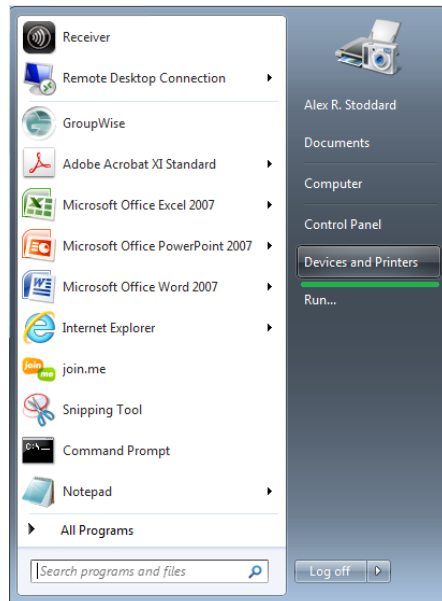 Receiver
Remote Desktop Connection
GroupWise
Adobe Acrobat XI Standard
Microsoft Office Excel 2007
Microsoft Office PowerPoint 2007
Microsoft Office Word 2007
Internet Explorer
join.me
join
me
Snipping Tool
C:\
Command Prompt
Notepad
All Programs
Search programs and files
Alex R. Stoddard
Documents
Computer
Control Panel
Devices and Printers
Run...
Log off